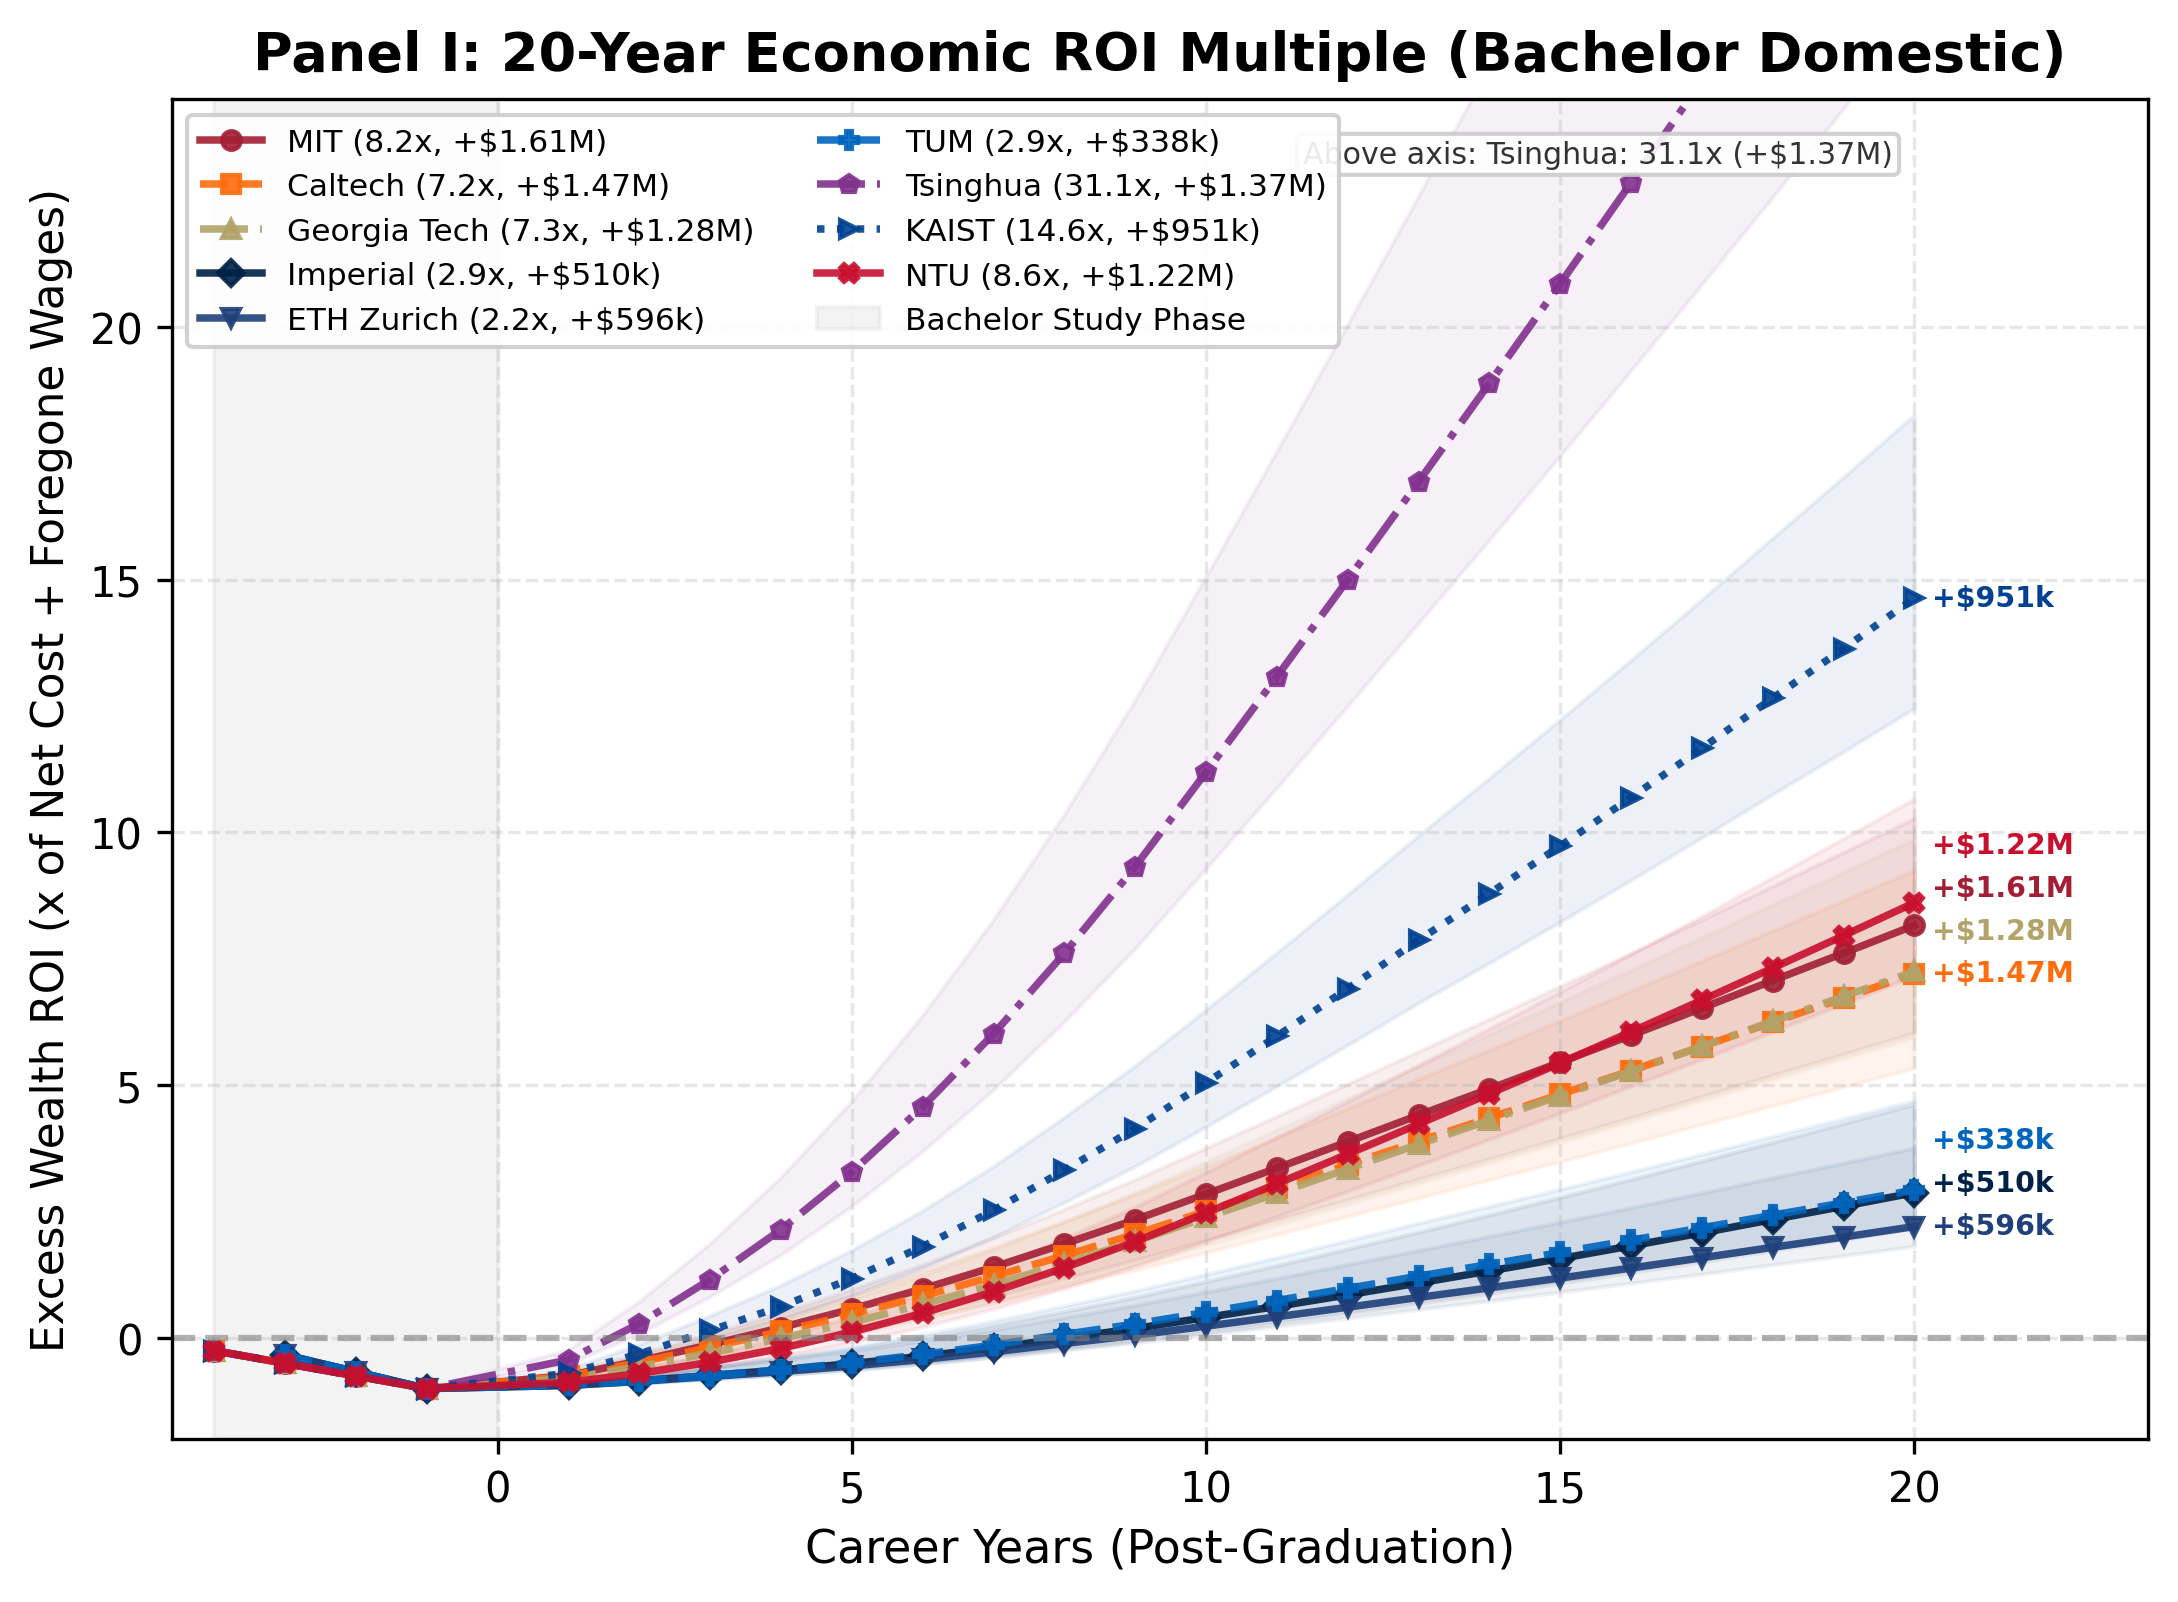 Panel I: 20-Year Economic ROI Multiple (Bachelor Domestic)
Excess Wealth ROI (x of Net Cost + Foregone Wages)
MIT (8.2x, +$1.61M)
Caltech (7.2x, +$1.47M)
Georgia Tech (7.3x, +$1.28M)
Imperial (2.9x, +$510k)
ETH Zurich (2.2x, +$596k)
TUM (2.9x, +$338k)
Tsinghua (31.1x, +$1.37M)
KAIST (14.6x, +$951k)
NTU (8.6x, +$1.22M)
Bachelor Study Phase
Above axis: Tsinghua: 31.1x (+$1.37M)
20
15
10
5
0
+$951k
+$1.22M
+$1.61M
+$1.28M
+$1.47M
+$338k
+$510k
+$596k
0
5
10
15
20
Career Years (Post-Graduation)